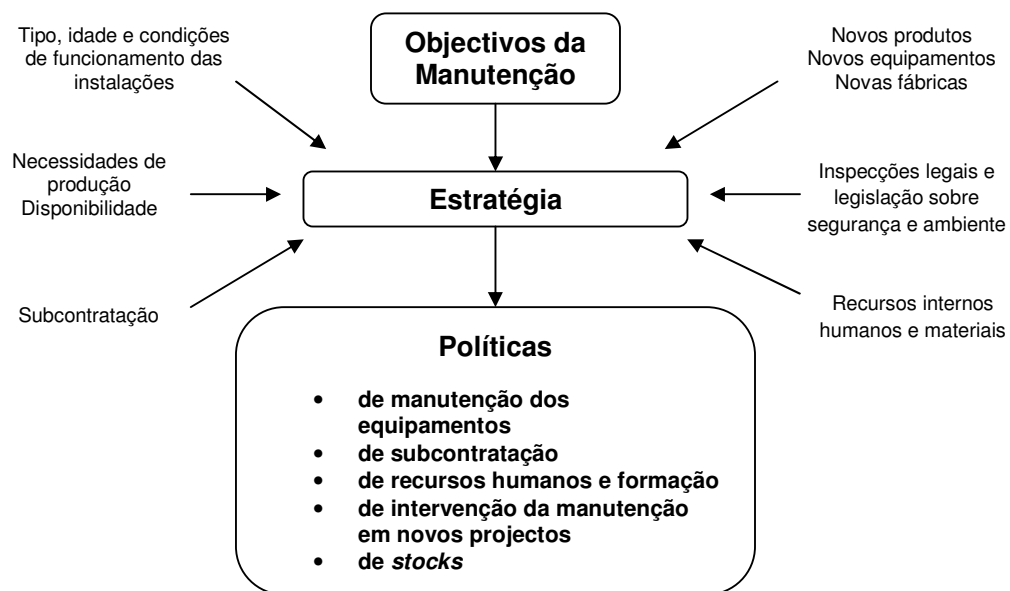 Tipo, idade e condições
de funcionamento das
instalações
Objectivos da
Manutenção
Novos produtos
Novos equipamentos
Novas fábricas
Necessidades de
produção
Disponibilidade
Estratégia
Inspecções legais e
legislação sobre
segurança e ambiente
Subcontratação
Recursos internos
humanos e materiais
Políticas
• de manutenção dos
equipamentos
• de subcontratação
• de recursos humanos e formação
• de intervenção da manutenção
em novos projectos
• de stocks